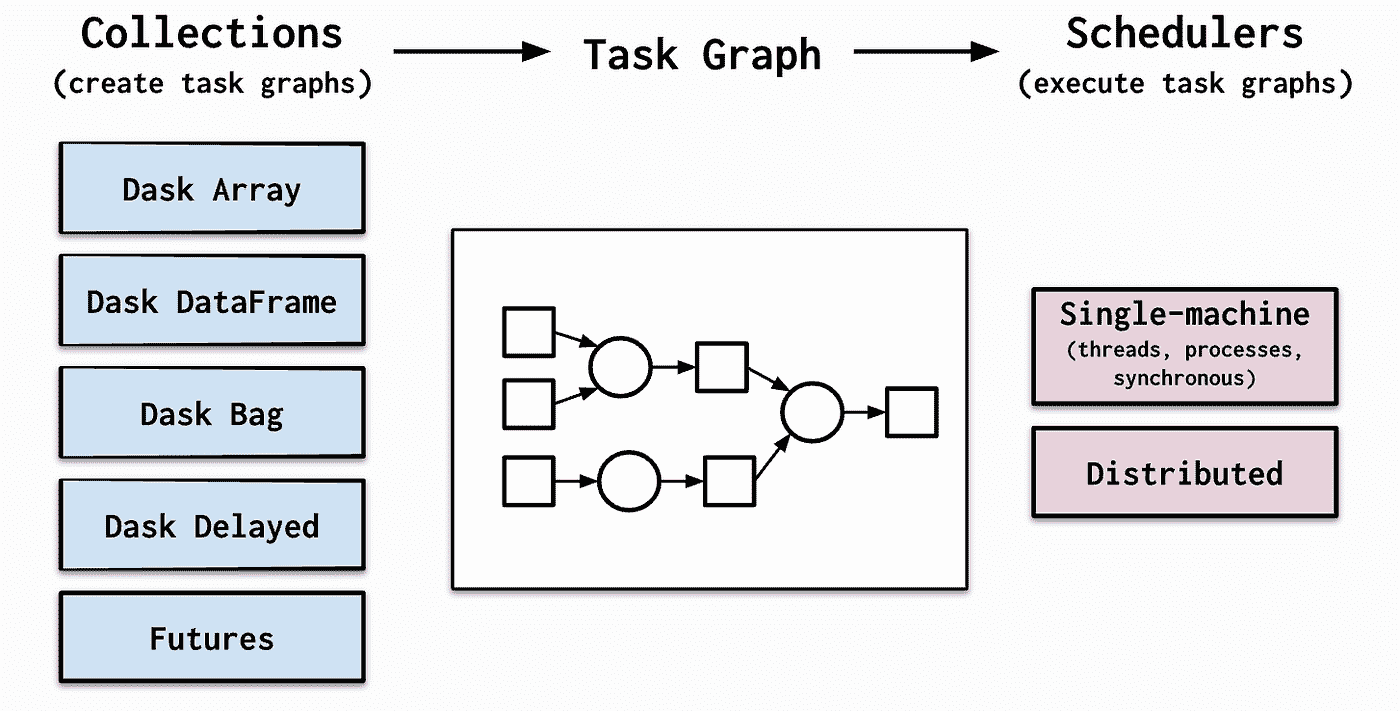 Collections
(create task graphs)
Task Graph
Schedulers
(execute task graphs)
Dask Array
Dask DataFrame
Dask Bag
Dask Delayed
Futures
Single-machine
(threads, processes,
synchronous)
Distributed